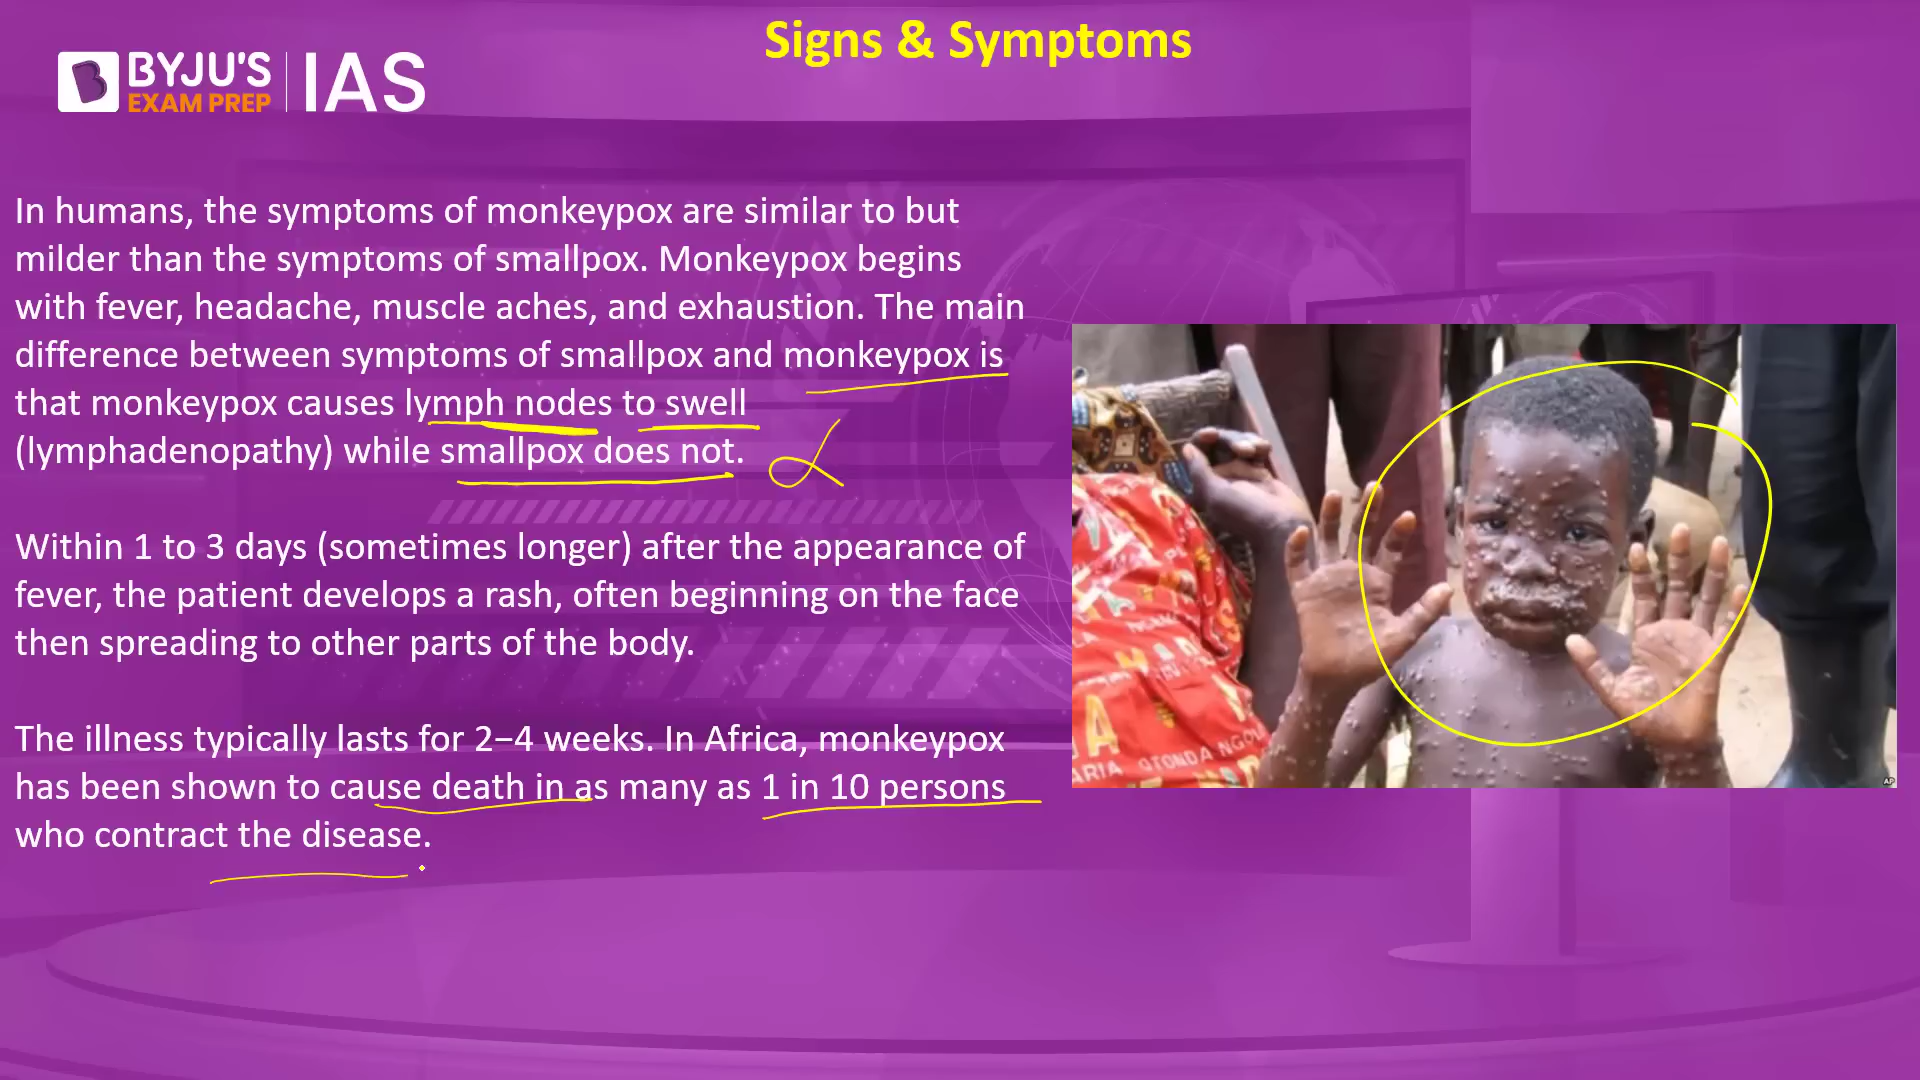 Signs & Symptoms
BYJU'S
EXAM PREP
IAS
In humans, the symptoms of monkeypox are similar to but
milder than the symptoms of smallpox. Monkeypox begins
with fever, headache, muscle aches, and exhaustion. The main
difference between symptoms of smallpox and monkeypox is
that monkeypox causes lymph nodes to swell
(lymphadenopathy) while smallpox does not.
Within 1 to 3 days (sometimes longer) after the appearance of
fever, the patient develops a rash, often beginning on the face
then spreading to other parts of the body.
The illness typically lasts for 2−4 weeks. In Africa, monkeypox
has been shown to cause death in as many as 1 in 10 persons
who contract the disease.
ARIA OTONDA NGOL
AP